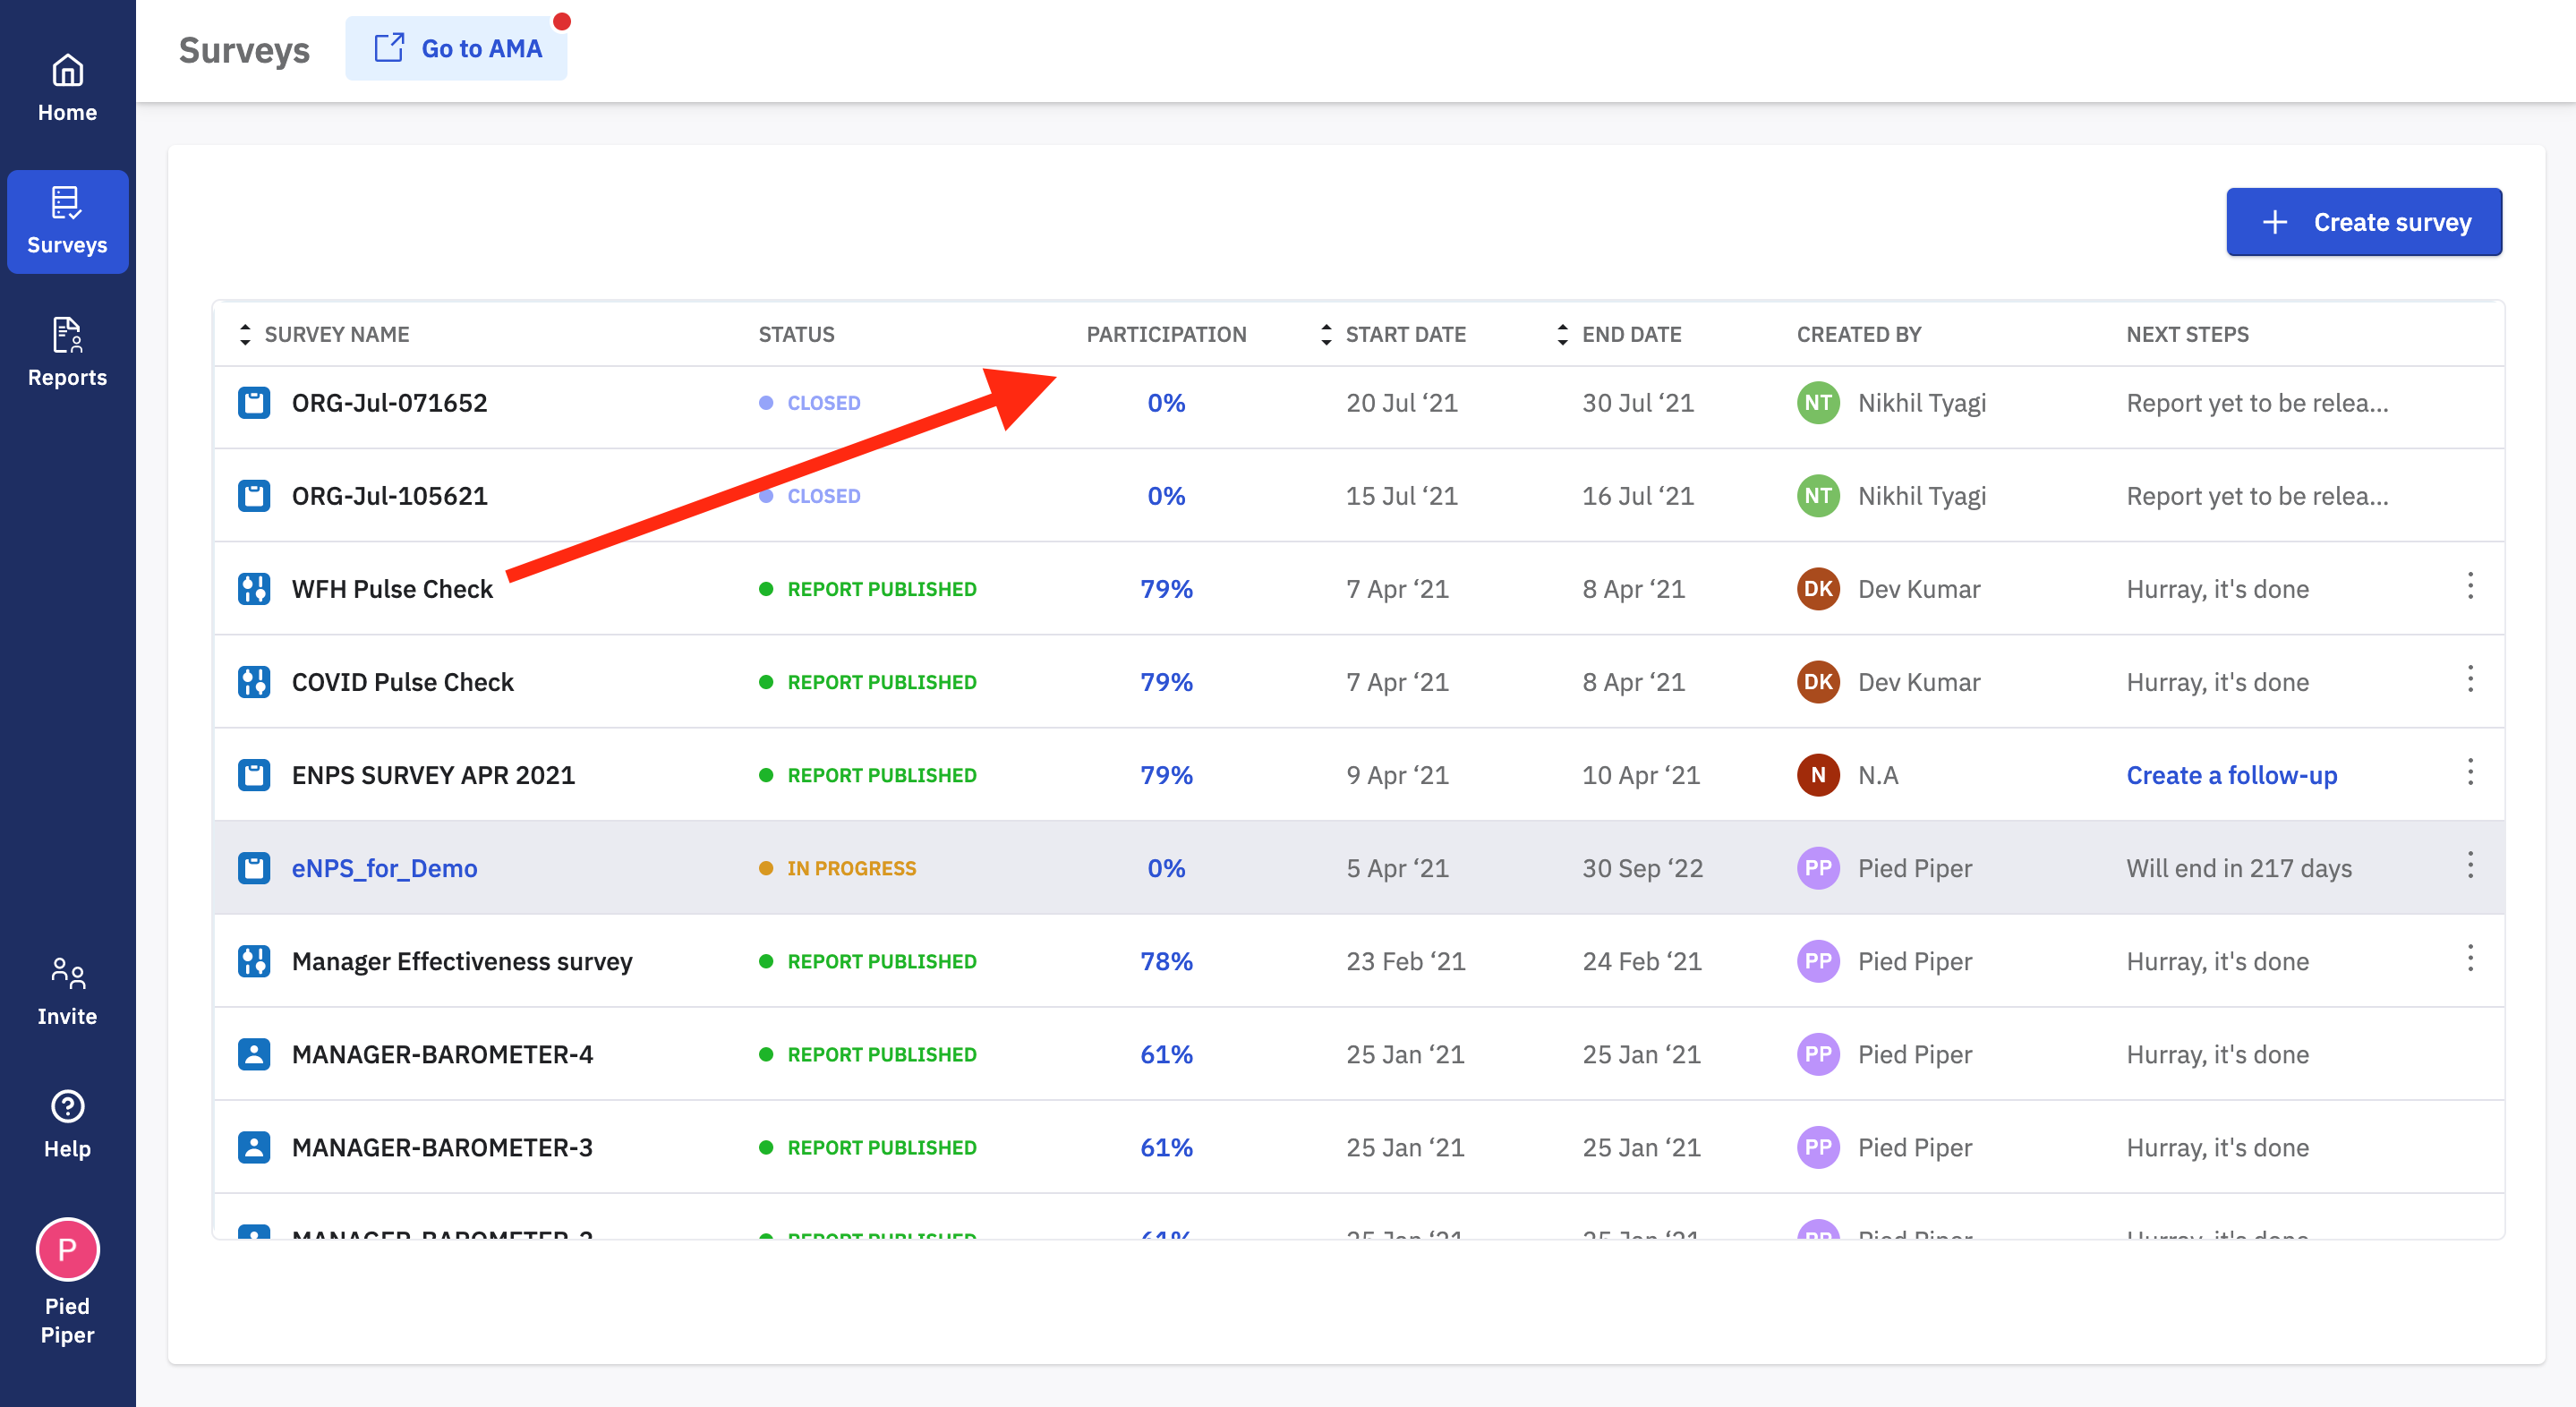 Surveys
Go to AMA
Home
Surveys
Reports
Invite
Help
P
Pied
Piper
Create survey
SURVEY NAME STATUS PARTICIPATION START DATE END DATE CREATED BY NEXT STEPS
ORG-Jul-071652 CLOSED 0% 20 Jul ‘21 30 Jul ‘21 NT Nikhil Tyagi Report yet to be relea...
ORG-Jul-105621 CLOSED 0% 15 Jul ‘21 16 Jul ‘21 NT Nikhil Tyagi Report yet to be relea...
WFH Pulse Check REPORT PUBLISHED 79% 7 Apr ‘21 8 Apr ‘21 DK Dev Kumar Hurray, it's done
COVID Pulse Check REPORT PUBLISHED 79% 7 Apr ‘21 8 Apr ‘21 DK Dev Kumar Hurray, it's done
ENPS SURVEY APR 2021 REPORT PUBLISHED 79% 9 Apr ‘21 10 Apr ‘21 N N.A Create a follow-up
eNPS_for_Demo IN PROGRESS 0% 5 Apr ‘21 30 Sep ‘22 PP Pied Piper Will end in 217 days
Manager Effectiveness survey REPORT PUBLISHED 78% 23 Feb ‘21 24 Feb ‘21 PP Pied Piper Hurray, it's done
MANAGER-BAROMETER-4 REPORT PUBLISHED 61% 25 Jan ‘21 25 Jan ‘21 PP Pied Piper Hurray, it's done
MANAGER-BAROMETER-3 REPORT PUBLISHED 61% 25 Jan ‘21 25 Jan ‘21 PP Pied Piper Hurray, it's done